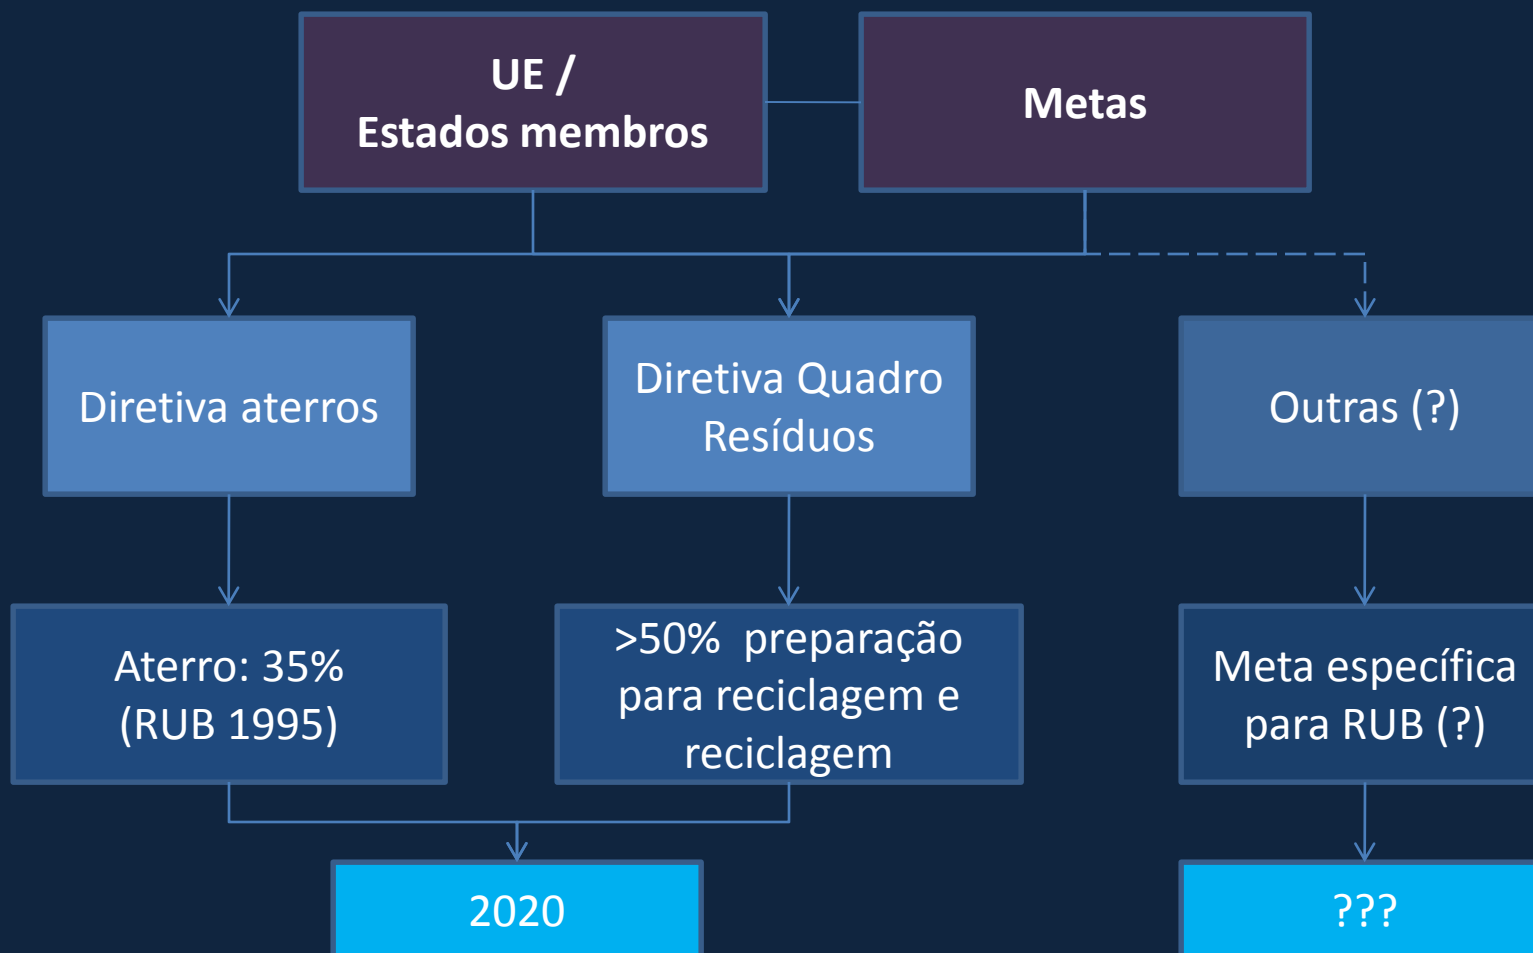 UE /
Estados membros
Metas
Diretiva aterros
Diretiva Quadro
Resíduos
Outras (?)
Aterro: 35%
(RUB 1995)
>50%  preparação
para reciclagem e
reciclagem
Meta específica
para RUB (?)
2020
???